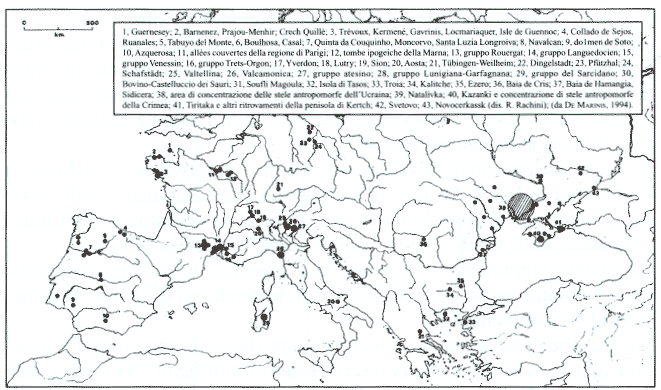 0 500
km.
1, Guernesey; 2, Barnenez, Prajou-Menhir; Crech Quillè; 3, Trévoux, Kermené, Gavrinis, Locmariaquer, Isle de Guennoc; 4, Collado de Sejos,
Ruanales; 5, Tabuyo del Monte, 6, Boulhosa, Casal; 7, Quinta da Couquinho, Moncorvo, Santa Luzia Longroiva; 8, Navalcan; 9, dolmen de Soto;
10, Azquerosa; 11, allées couvertes della regione di Parigi; 12, tombe ipogeiche della Marna; 13, gruppo Rouergat; 14, gruppo Languedocien; 15,
gruppo Venessin; 16, gruppo Trets-Orgon, 17, Yverdon; 18, Lutry; 19, Sion; 20, Aosta; 21, Tübingen-Weilheim; 22, Dingelstadt; 23, Pfützhal; 24,
Schafstädt; 25, Valtellina; 26, Valcamonica; 27, gruppo atesino; 28, gruppo Lunigiana-Garfagnana; 29, gruppo del Sarcidano; 30,
Bovino-Castelluccio dei Sauri; 31, Soufli Magoula; 32, Isola di Tasos; 33, Troia; 34, Kalitche; 35, Ezero; 36, Baia de Cris; 37, Baia de Hamangia,
Sidicera; 38, area di concentrazione delle stele antropomorfe dell'Ucraina; 39, Natalivka; 40, Kazanki e concentrazione di stele antropomorfe
della Crimea; 41, Tiritaka e altri ritrovamenti della penisola di Kertch; 42, Svetovo; 43, Novocerkassk (dis. R. Rachini); (da DE MARINIS, 1994).